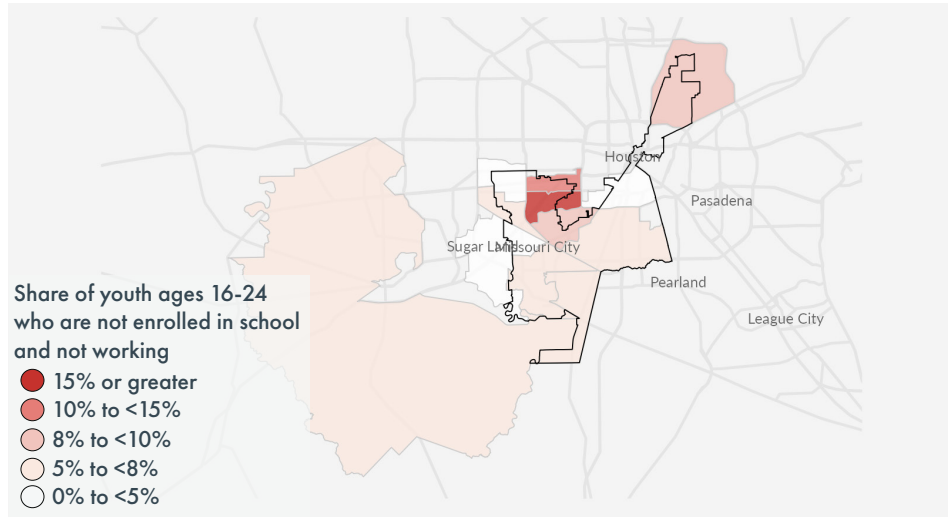 Houston
Pasadena
Sugar Land
Missouri City
Pearland
League City
Share of youth ages 16-24
who are not enrolled in school
and not working
15% or greater
10% to <15%
8% to <10%
5% to <8%
0% to <5%